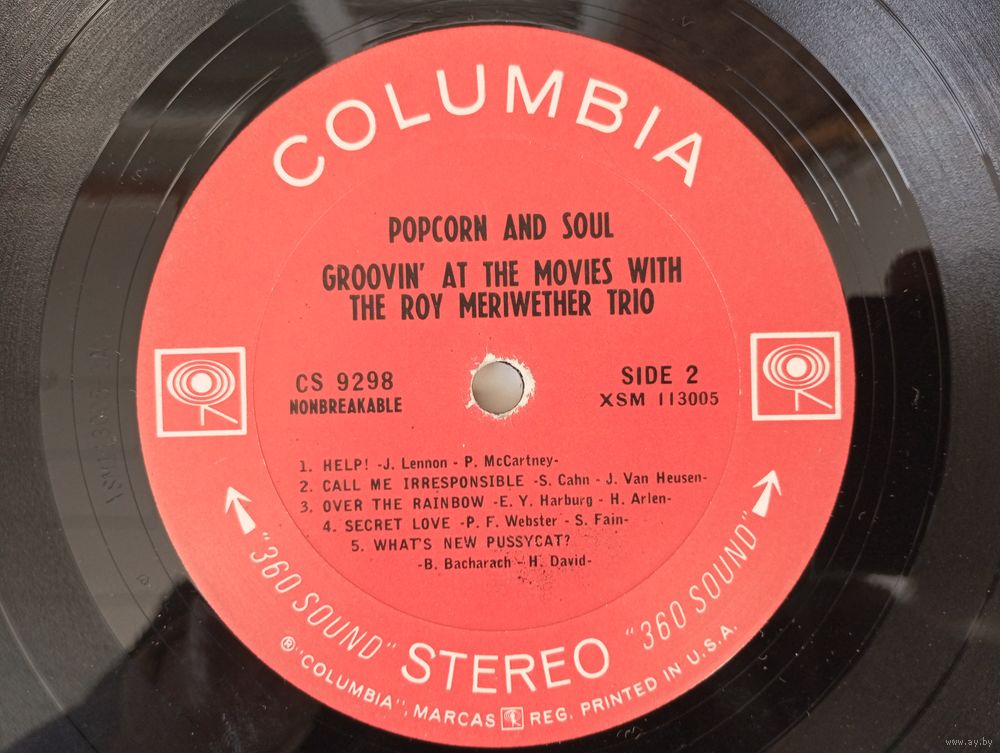 COLUMBIA
POPCORN AND SOUL
GROOVIN' AT THE MOVIES WITH
THE ROY MERIWETHER TRIO
CS 9298
NONBREAKABLE
SIDE 2
XSM 113005
1. HELP! -J. Lennon - P. McCartney-
2. CALL ME IRRESPONSIBLE -S. Cahn - J. Van Heusen-
3. OVER THE RAINBOW -E. Y. Harburg - H. Arlen-
4. SECRET LOVE -P. F. Webster - S. Fain-
5. WHAT'S NEW PUSSYCAT?
-B. Bacharach - H. David-
"360 SOUND" STEREO "360 SOUND"
® "COLUMBIA", MARCAS REG. PRINTED IN U.S.A.
www.ay.by